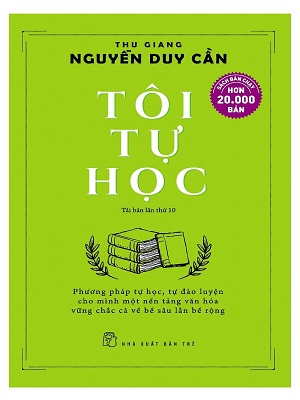 THU GIANG
NGUYỄN DUY CẦN
SÁCH BÁN CHẠY
HƠN
20.000
BẢN
TÔI
TỰ
HỌC
Tái bản lần thứ 10
Phương pháp tự học, tự đào luyện
cho mình một nền tảng văn hóa
vững chắc cả về bề sâu lẫn bề rộng
NHÀ XUẤT BẢN TRẺ